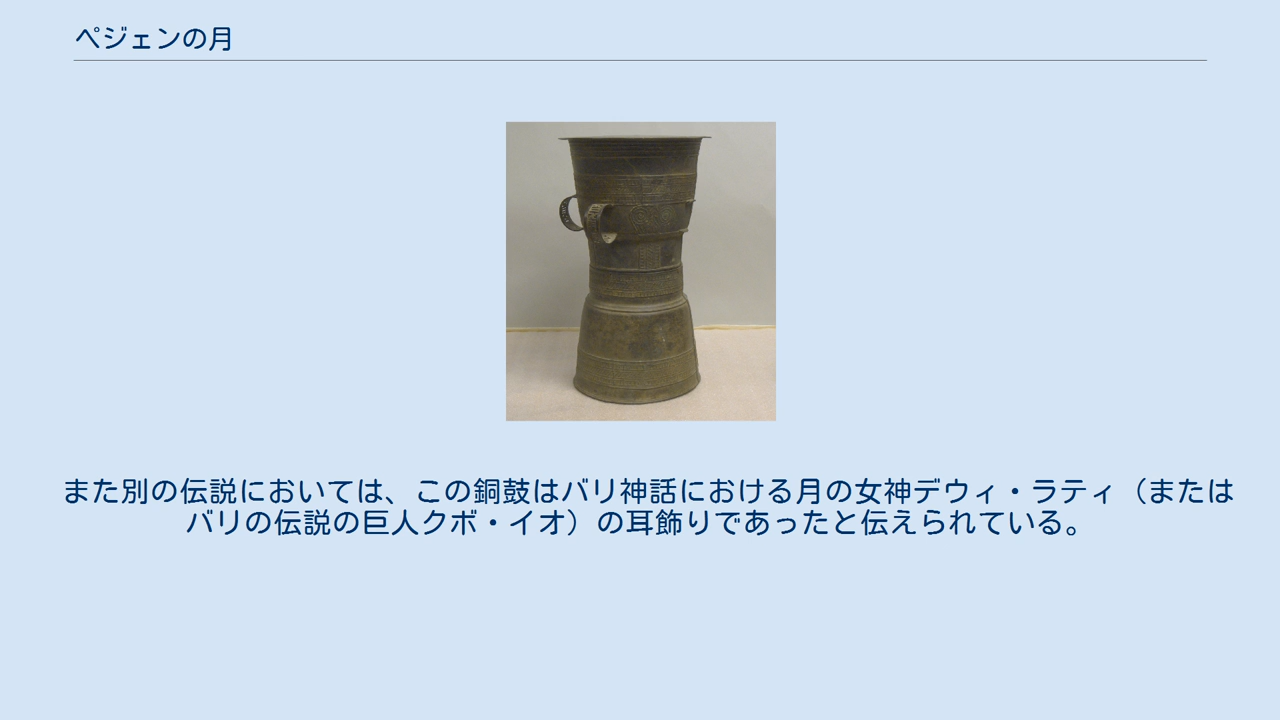 ペジェンの月
また別の伝説においては、この銅鼓はバリ神話における月の女神デウィ・ラティ（または
バリの伝説の巨人クボ・イオ）の耳飾りであったと伝えられている。